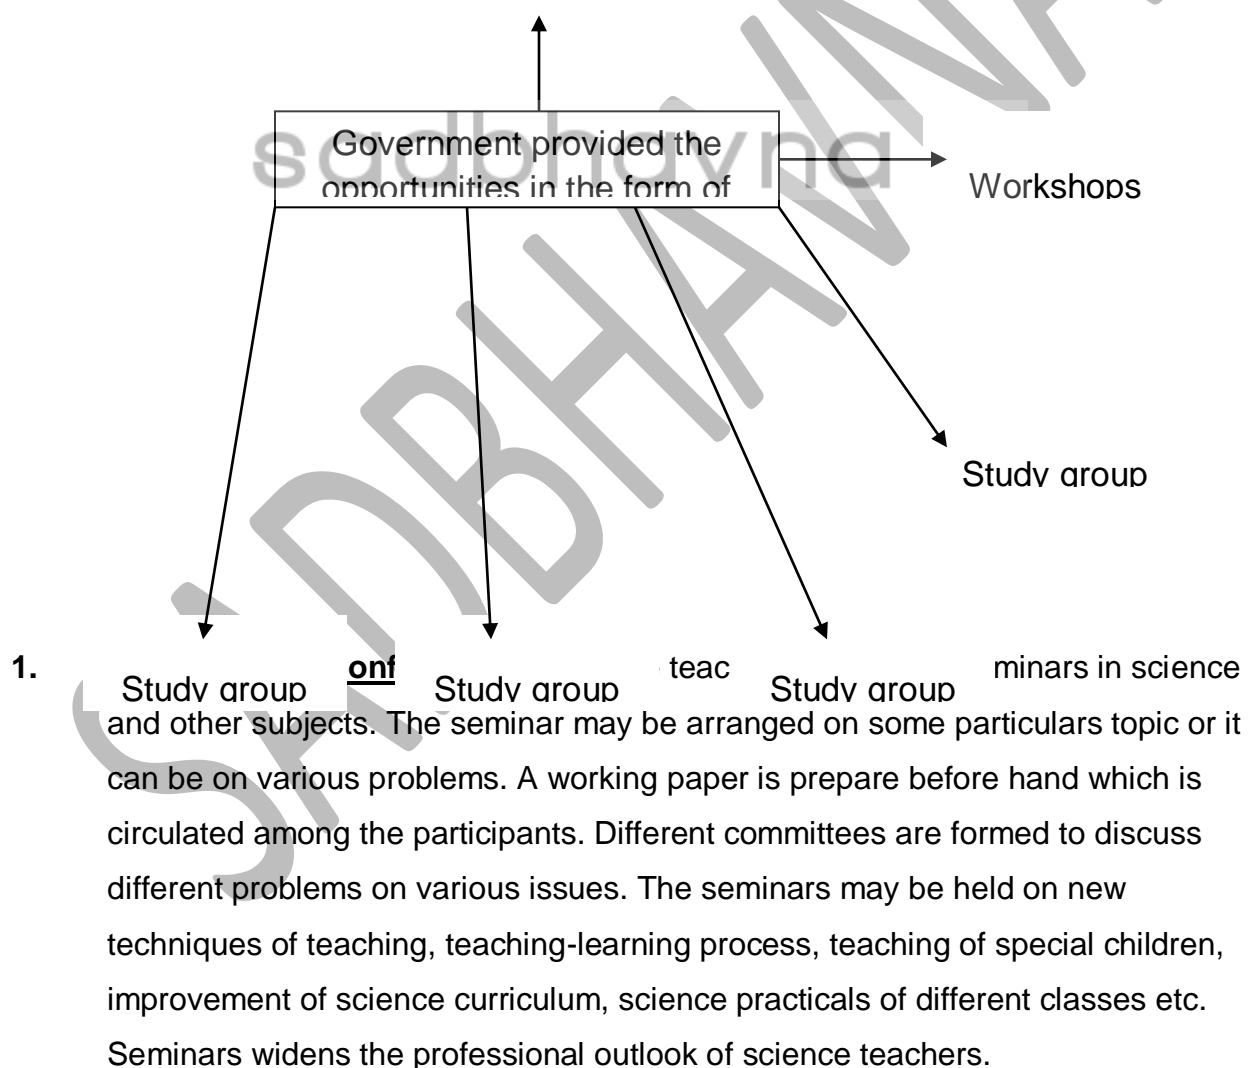 sadbhavna
Government provided the
opportunities in the form of
Workshops
Study group
1. Study group onf Study group teac Study group minars in science
and other subjects. The seminar may be arranged on some particulars topic or it
can be on various problems. A working paper is prepare before hand which is
circulated among the participants. Different committees are formed to discuss
different problems on various issues. The seminars may be held on new
techniques of teaching, teaching-learning process, teaching of special children,
improvement of science curriculum, science practicals of different classes etc.
Seminars widens the professional outlook of science teachers.
SADBHAVNA